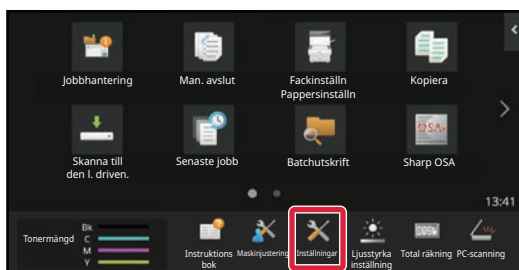 Jobbhantering
Man. avslut
Fackinställn
Pappersinställn
Kopiera
Skanna till
den l. driven.
Senaste jobb
Batchutskrift
OSA
Sharp OSA
13:41
Tonermängd
Bk
C
M
Y
Instruktions
bok
Maskinjustering
Inställningar
Ljusstyrka
inställning
Total räkning
PC-scanning